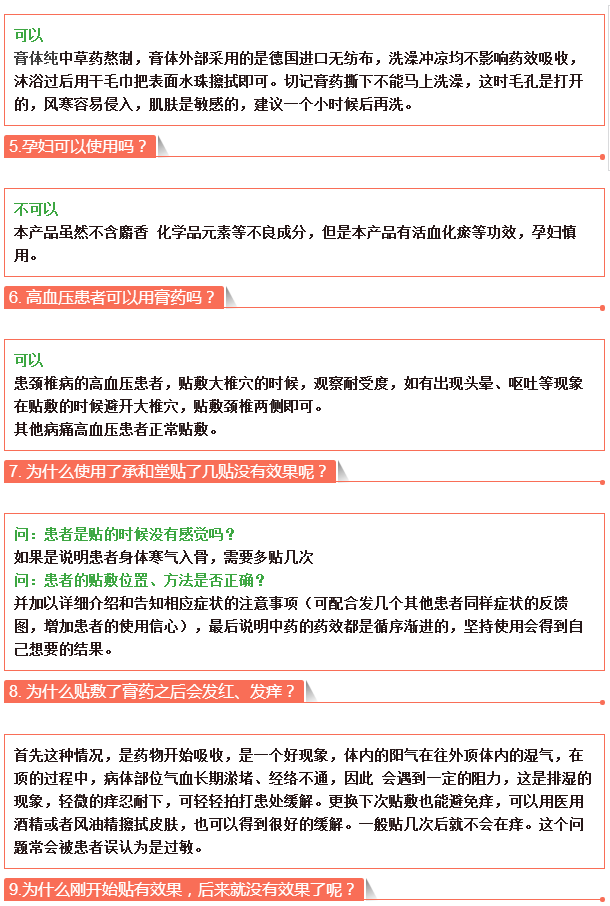 可以
膏体纯中草药熬制，膏体外部采用的是德国进口无纺布，洗澡冲凉均不影响药效吸收，
沐浴过后用干毛巾把表面水珠擦拭即可。切记膏药撕下不能马上洗澡，这时毛孔是打开
的，风寒容易侵入，肌肤是敏感的，建议一个小时候后再洗。
5.孕妇可以使用吗？
不可以
本产品虽然不含麝香 化学品元素等不良成分，但是本产品有活血化瘀等功效，孕妇慎
用。
6. 高血压患者可以用膏药吗？
可以
患颈椎病的高血压患者，贴敷大椎穴的时候，观察耐受度，如有出现头晕、呕吐等现象
在贴敷的时候避开大椎穴，贴敷颈椎两侧即可。
其他病痛高血压患者正常贴敷。
7. 为什么使用了承和堂贴了几贴没有效果呢？
问：患者是贴的时候没有感觉吗？
如果是说明患者身体寒气入骨，需要多贴几次
问：患者的贴敷位置、方法是否正确？
并加以详细介绍和告知相应症状的注意事项（可配合发几个其他患者同样症状的反馈
图，增加患者的使用信心），最后说明中药的药效都是循序渐进的，坚持使用会得到自
己想要的结果。
8. 为什么贴敷了膏药之后会发红、发痒？
首先这种情况，是药物开始吸收，是一个好现象，体内的阳气在往外顶体内的湿气，在
顶的过程中，病体部位气血长期淤堵、经络不通，因此 会遇到一定的阻力，这是排湿的
现象，轻微的痒忍耐下，可轻轻拍打患处缓解。更换下次贴敷也能避免痒，可以用医用
酒精或者风油精擦拭皮肤，也可以得到很好的缓解。一般贴几次后就不会在痒。这个问
题常会被患者误认为是过敏。
9.为什么刚开始贴有效果，后来就没有效果了呢？